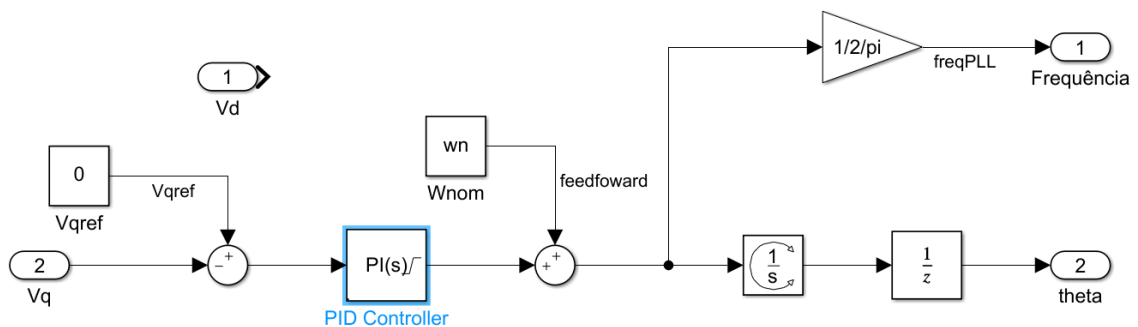 1/2/pi
freqPLL
1
Frequência
1
Vd
wn
Wnom
feedfoward
0
Vqref
Vqref
2
Vq
- +
PI(s)
PID Controller
+ +
1
s
1
z
2
theta